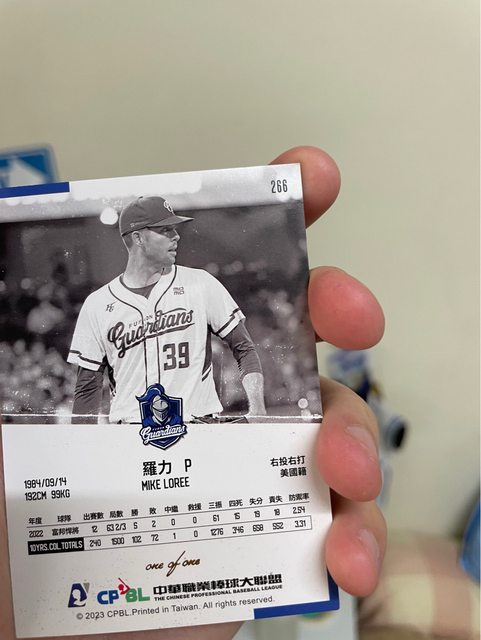 266
FUBON
Guardians
39
Guardians
1984/09/14
192CM 99KG
羅力 P
MIKE LOREE
右投右打
美國籍
年度 球隊 出賽數 局數 勝 敗 中繼 救援 三振 四死 失分 責失 防禦率
2022 富邦悍將 12 63 2/3 5 2 0 0 61 15 19 18 2.54
10YRS.COL.TOTALS 240 1500 102 72 1 0 1276 346 658 552 3.31
one of one
CPBL 中華職業棒球大聯盟
THE CHINESE PROFESSIONAL BASEBALL LEAGUE
© 2023 CPBL.Printed in Taiwan. All rights reserved.